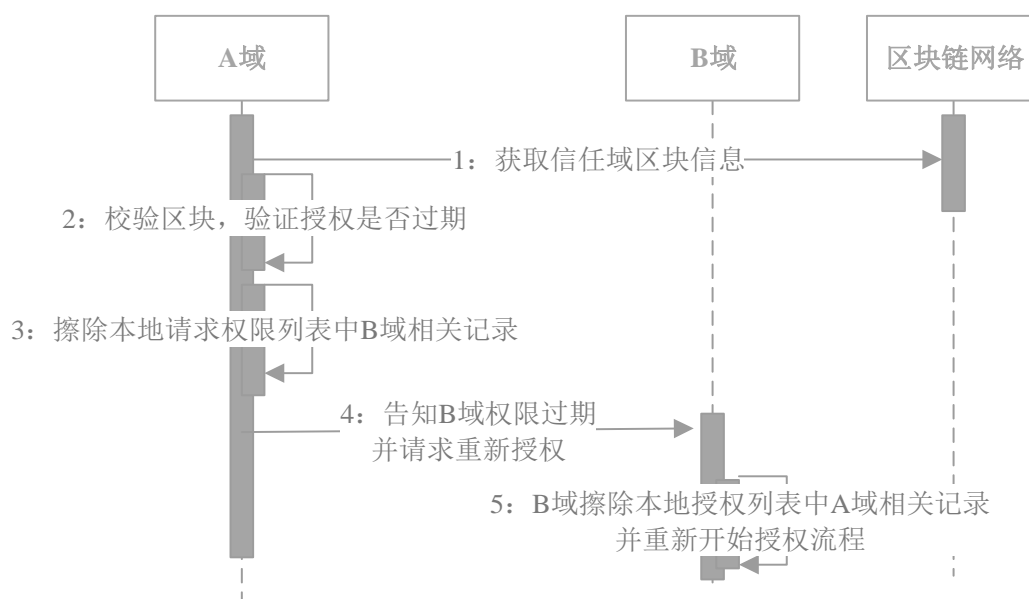 A域
B域
区块链网络
1：获取信任域区块信息
2：校验区块，验证授权是否过期
3：擦除本地请求权限列表中B域相关记录
4：告知B域权限过期
并请求重新授权
5：B域擦除本地授权列表中A域相关记录
并重新开始授权流程